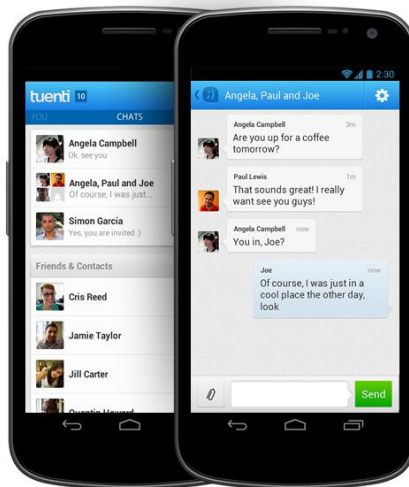 tuenti 10
YOU CHATS
Angela Campbell
Ok, see you
Angela, Paul and Joe
Of course, I was just...
Simon García
Yes, you are invited :)
Friends & Contacts
Cris Reed
Jamie Taylor
Jill Carter
Quentin Howard
2:30
Angela, Paul and Joe
Angela Campbell 3m
Are you up for a coffee
tomorrow?
Paul Lewis 1m
That sounds great! I really
want see you guys!
Angela Campbell now
You in, Joe?
Joe now
Of course, I was just in a
cool place the other day,
look
Send